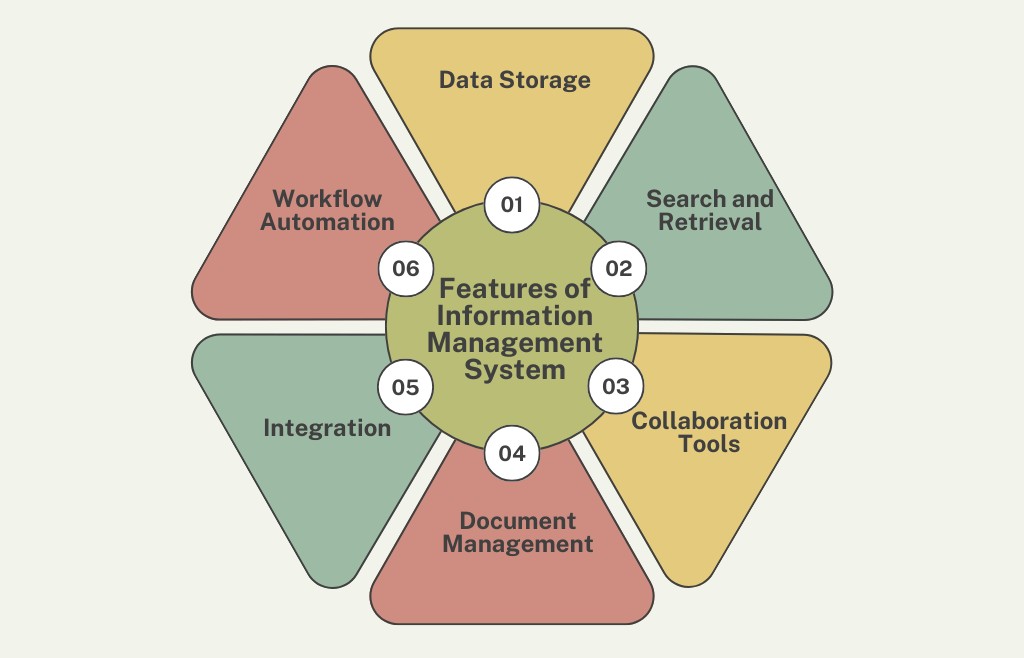 Features of
Information
Management
System
01
Data Storage
02
Search and
Retrieval
03
Collaboration
Tools
04
Document
Management
05
Integration
06
Workflow
Automation